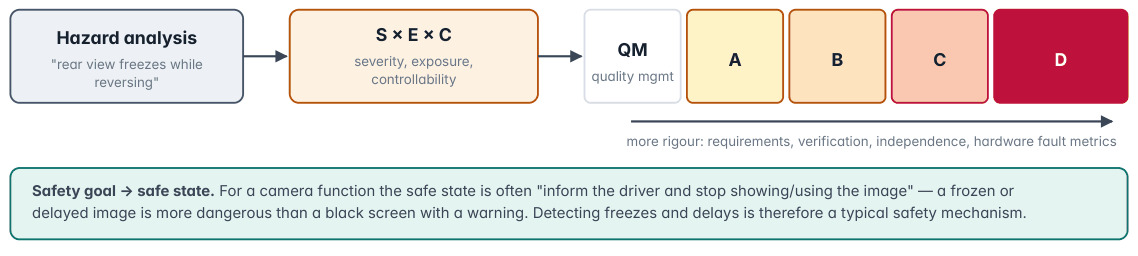 Hazard analysis
"rear view freezes while
reversing"
S × E × C
severity, exposure,
controllability
QM
quality mgmt
A
B
C
D
more rigour: requirements, verification, independence, hardware fault metrics
Safety goal → safe state. For a camera function the safe state is often "inform the driver and stop showing/using the image" — a frozen or
delayed image is more dangerous than a black screen with a warning. Detecting freezes and delays is therefore a typical safety mechanism.